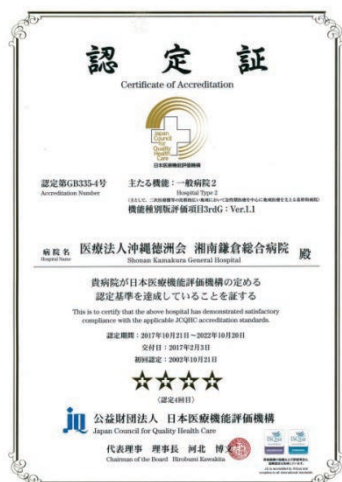 認定証
Certificate of Accreditation
Japan
Council
for
Quality
Health
Care
日本医療機能評価機構
認定第GB335-4号
Accreditation Number
主たる機能：一般病院2
Hospital Type 2
機能種別版評価項目3rdG：Ver.1.1
病院名 医療法人沖縄徳洲会 湘南鎌倉総合病院 殿
Hospital Name Shonan Kamakura General Hospital
貴病院が日本医療機能評価機構の定める
認定基準を達成していることを証する
This is to certify that the above hospital has demonstrated satisfactory
compliance with the applicable JCQHC accreditation standards.
認定期間：2017年10月21日～2022年10月20日
交付日：2017年2月3日
初回認定：2002年10月21日
〈認定4回目〉
jq 公益財団法人 日本医療機能評価機構
Japan Council for Quality Health Care
代表理事 理事長 河北 博文
Chairman of the Board Hirobumi Kawakita